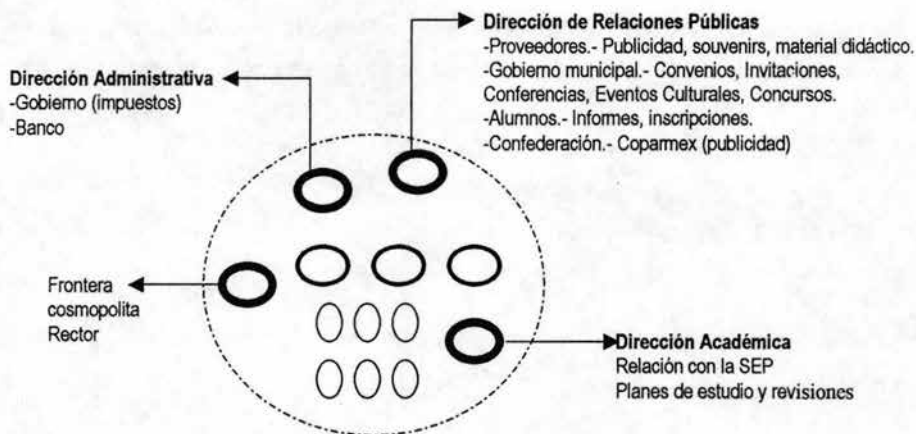 Dirección de Relaciones Públicas
-Proveedores.- Publicidad, souvenirs, material didáctico.
-Gobierno municipal.- Convenios, Invitaciones,
Conferencias, Eventos Culturales, Concursos.
-Alumnos.- Informes, inscripciones.
-Confederación.- Coparmex (publicidad)
Dirección Administrativa
-Gobierno (impuestos)
-Banco
Frontera
cosmopolita
Rector
Dirección Académica
Relación con la SEP
Planes de estudio y revisiones